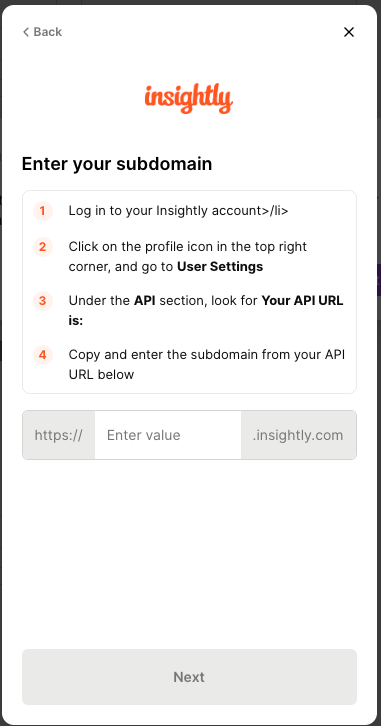 Back
insightly
Enter your subdomain
1 Log in to your Insightly account>/li>
2 Click on the profile icon in the top right
corner, and go to User Settings
3 Under the API section, look for Your API URL
is:
4 Copy and enter the subdomain from your API
URL below
https:// Enter value .insightly.com
Next